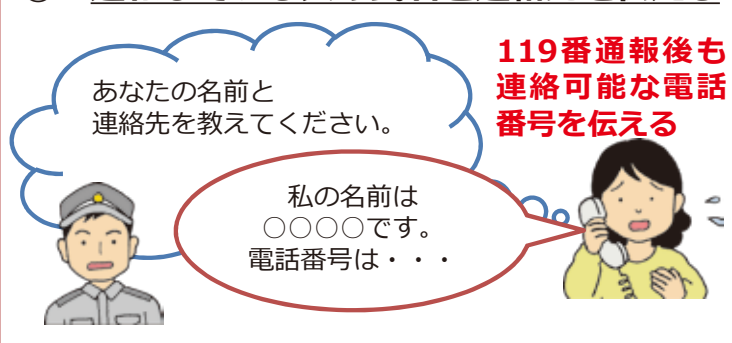 119番通報後も
連絡可能な電話
番号を伝える
あなたの名前と
連絡先を教えてください。
私の名前は
○○○○です。
電話番号は・・・